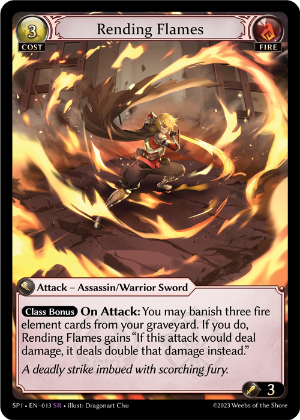 3
Rending Flames
COST
FIRE
Attack – Assassin/Warrior Sword
Class Bonus On Attack: You may banish three fire
element cards from your graveyard. If you do,
Rending Flames gains “If this attack would deal
damage, it deals double that damage instead.”
A deadly strike imbued with scorching fury.
3
SP1 • EN-013 SR • illust: Dragonart Chu
©2023 Weebs of the Shore